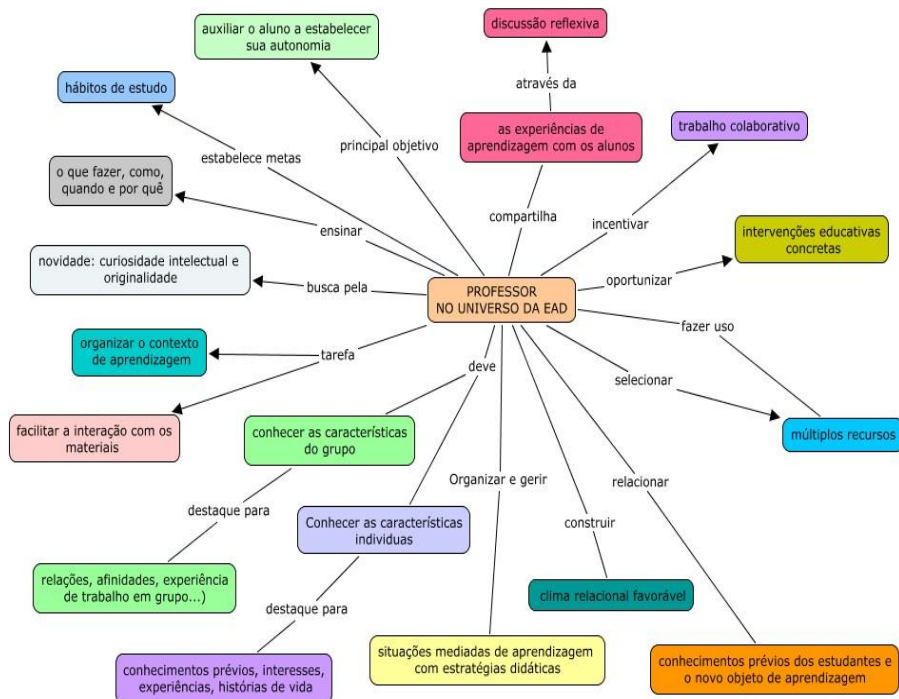 auxiliar o aluno a estabelecer
sua autonomia
discussão reflexiva
hábitos de estudo
através da
as experiências de
aprendizagem com os alunos
trabalho colaborativo
estabelece metas
principal objetivo
o que fazer, como,
quando e por quê
compartilha
incentivar
ensinar
intervenções educativas
concretas
novidade: curiosidade intelectual e
originalidade
busca pela
PROFESSOR
NO UNIVERSO DA EAD
oportunizar
fazer uso
organizar o contexto
de aprendizagem
tarefa
deve
selecionar
facilitar a interação com os
materiais
conhecer as características
do grupo
múltiplos recursos
Organizar e gerir
relacionar
destaque para
Conhecer as características
individuas
construir
relações, afinidades, experiência
de trabalho em grupo...)
clima relacional favorável
destaque para
conhecimentos prévios, interesses,
experiências, histórias de vida
situações mediadas de aprendizagem
com estratégias didáticas
conhecimentos prévios dos estudantes e
o novo objeto de aprendizagem